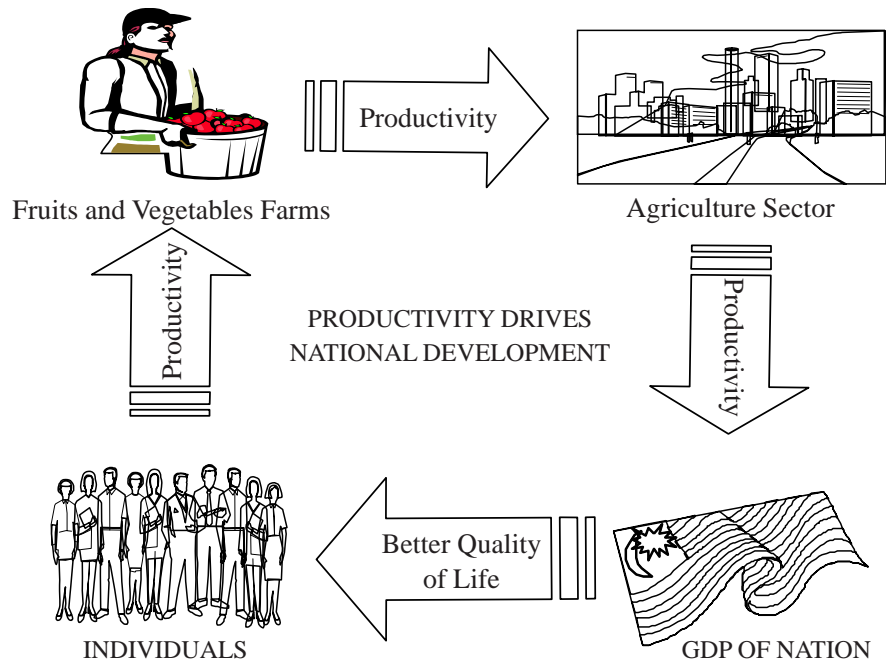 Productivity
Fruits and Vegetables Farms
Agriculture Sector
Productivity
Productivity
PRODUCTIVITY DRIVES
NATIONAL DEVELOPMENT
Better Quality
of Life
INDIVIDUALS
GDP OF NATION